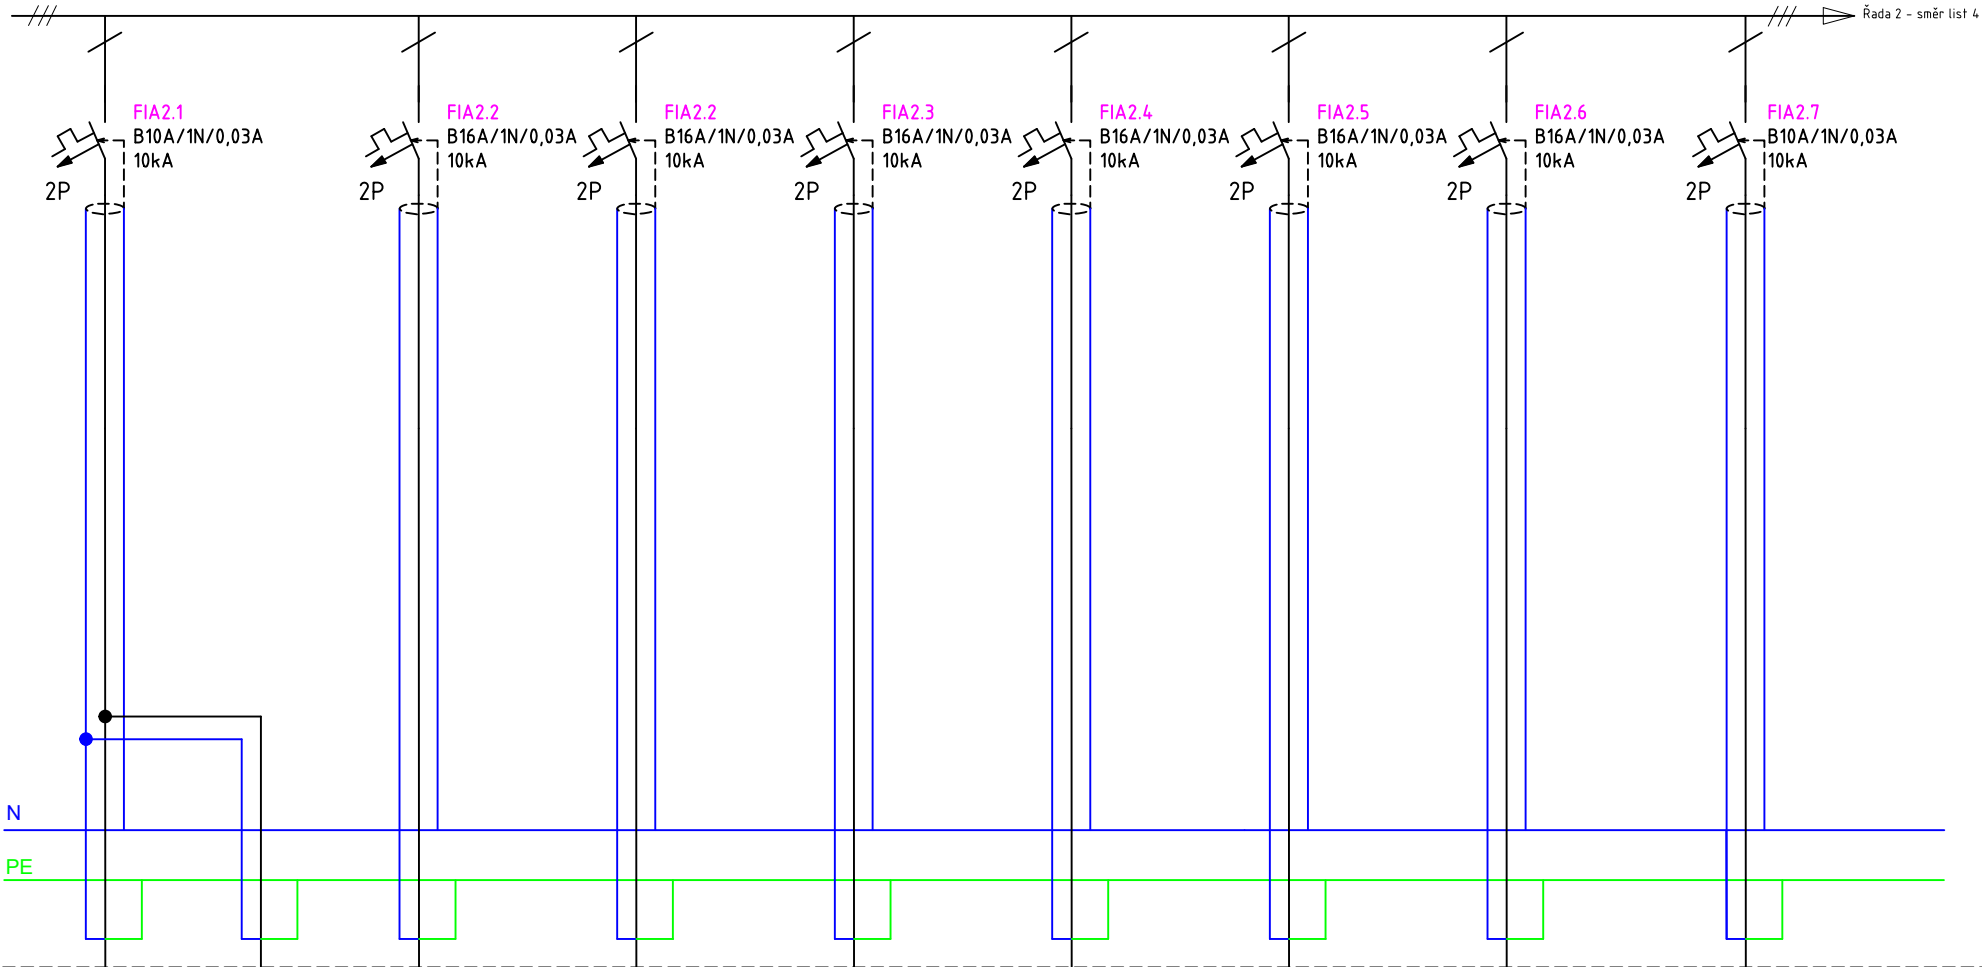 Řada 2 - směr list 4
FIA2.1
B10A/1N/0,03A
10kA
2P
FIA2.2
B16A/1N/0,03A
10kA
2P
FIA2.2
B16A/1N/0,03A
10kA
2P
FIA2.3
B16A/1N/0,03A
10kA
2P
FIA2.4
B16A/1N/0,03A
10kA
2P
FIA2.5
B16A/1N/0,03A
10kA
2P
FIA2.6
B16A/1N/0,03A
10kA
2P
FIA2.7
B10A/1N/0,03A
10kA
2P
N
PE